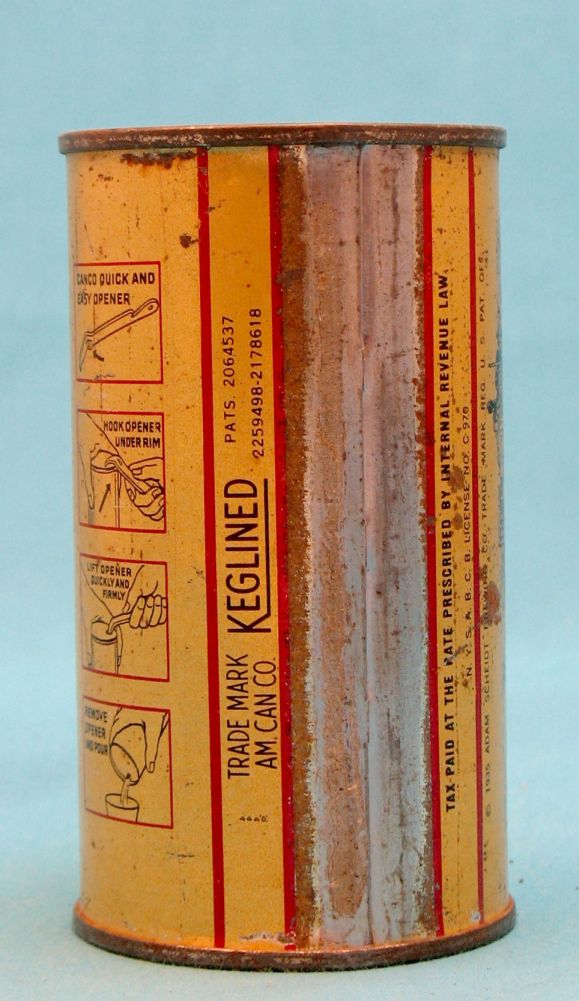 CANCO QUICK AND
EASY OPENER
HOOK OPENER
UNDER RIM
LIFT OPENER
QUICKLY AND
FIRMLY
REMOVE
OPENER
AND POUR
TRADE MARK
AM. CAN CO.
KEGLINED
PATS. 2064537
2259498-2178618
TAX-PAID AT THE RATE PRESCRIBED BY INTERNAL REVENUE LAW
N. Y. S. A. B. C. B. LICENSE NO. C-976
© 1935 ADAM SCHEIDT BREWING CO. TRADE MARK REG. U. S. PAT. OFF.